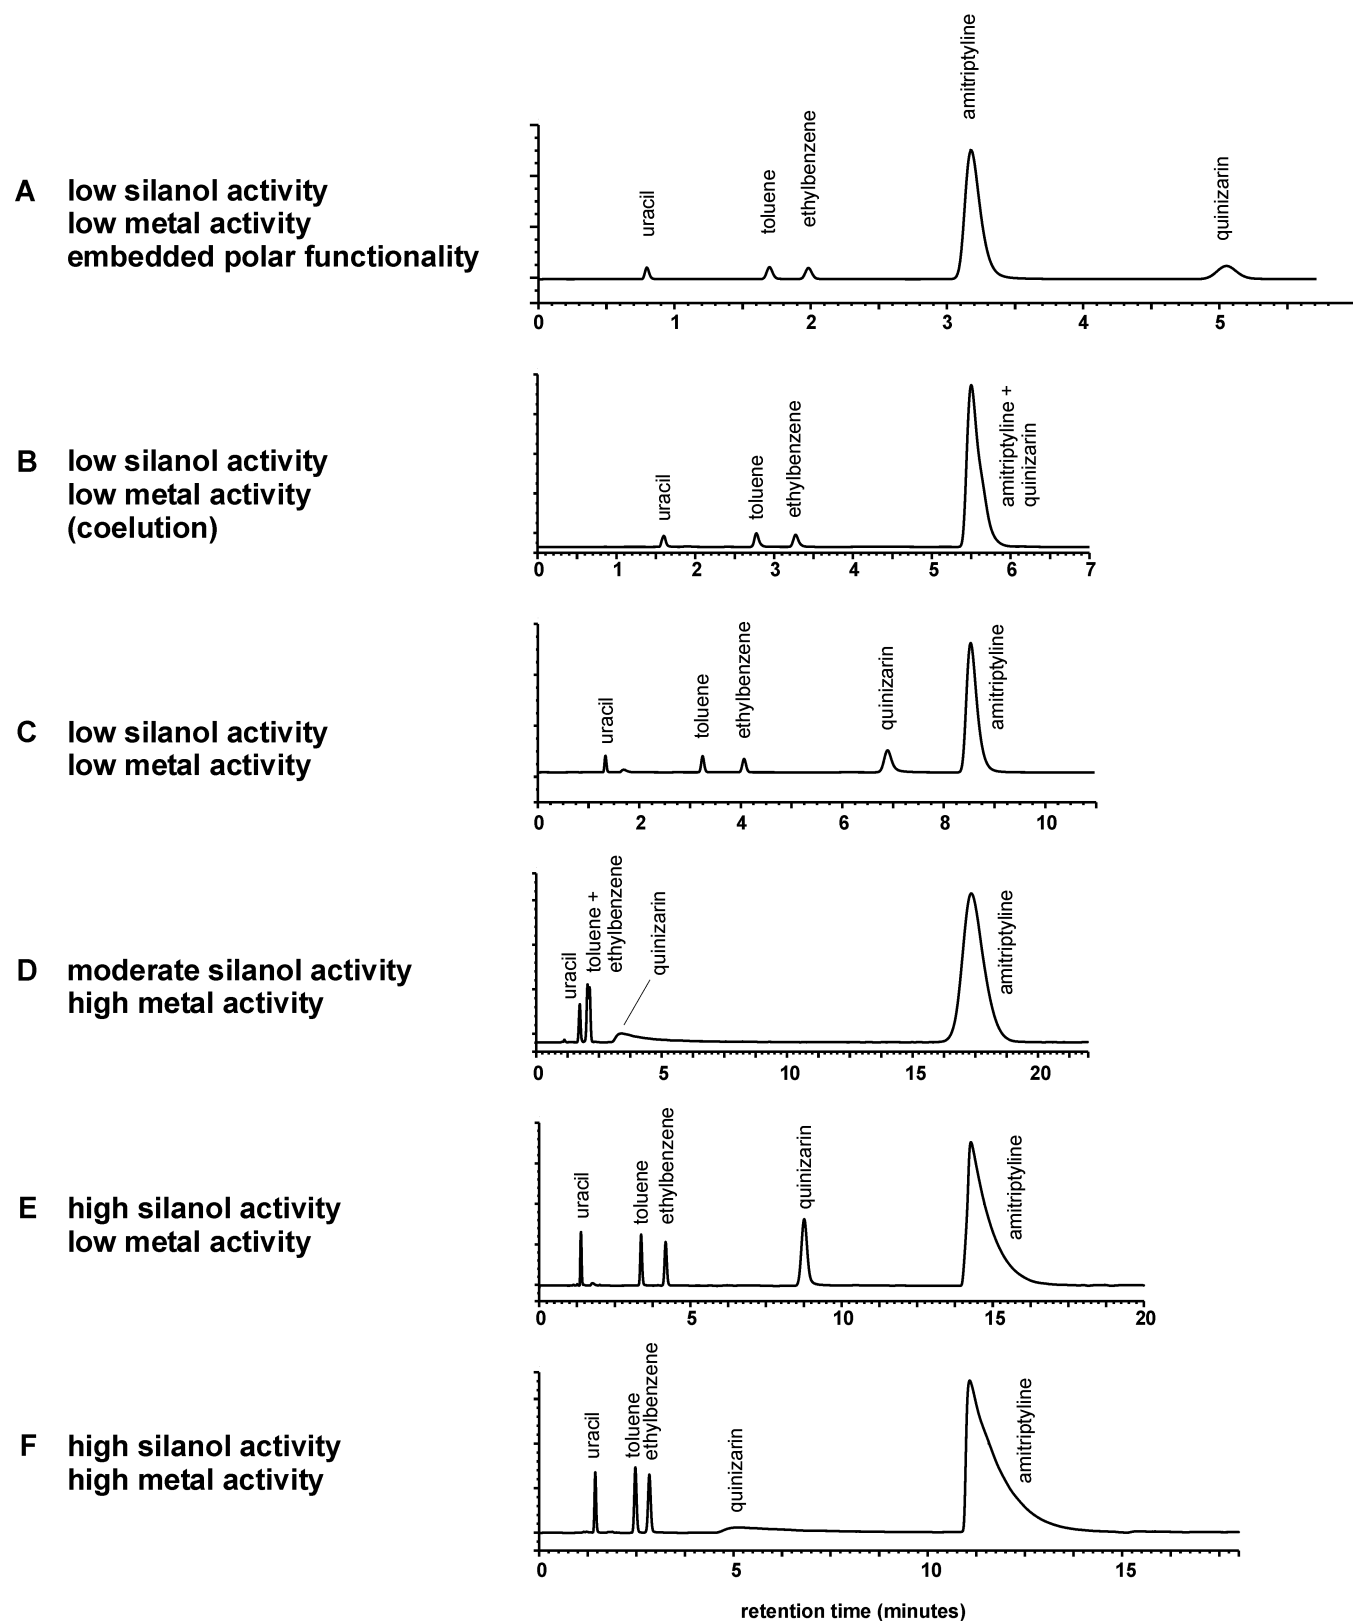 amitriptyline
ethylbenzene
toluene
uracil
quinizarin
A low silanol activity
low metal activity
embedded polar functionality
0 1 2 3 4 5
B low silanol activity
low metal activity
(coelution)
uracil
toluene
ethylbenzene
amitriptyline +
quinizarin
0 1 2 3 4 5 6 7
C low silanol activity
low metal activity
uracil
toluene
ethylbenzene
quinizarin
amitriptyline
0 2 4 6 8 10
D moderate silanol activity
high metal activity
uracil
toluene +
ethylbenzene
quinizarin
amitriptyline
0 5 10 15 20
E high silanol activity
low metal activity
uracil
toluene
ethylbenzene
quinizarin
amitriptyline
0 5 10 15 20
F high silanol activity
high metal activity
uracil
toluene
ethylbenzene
quinizarin
amitriptyline
0 5 10 15
retention time (minutes)